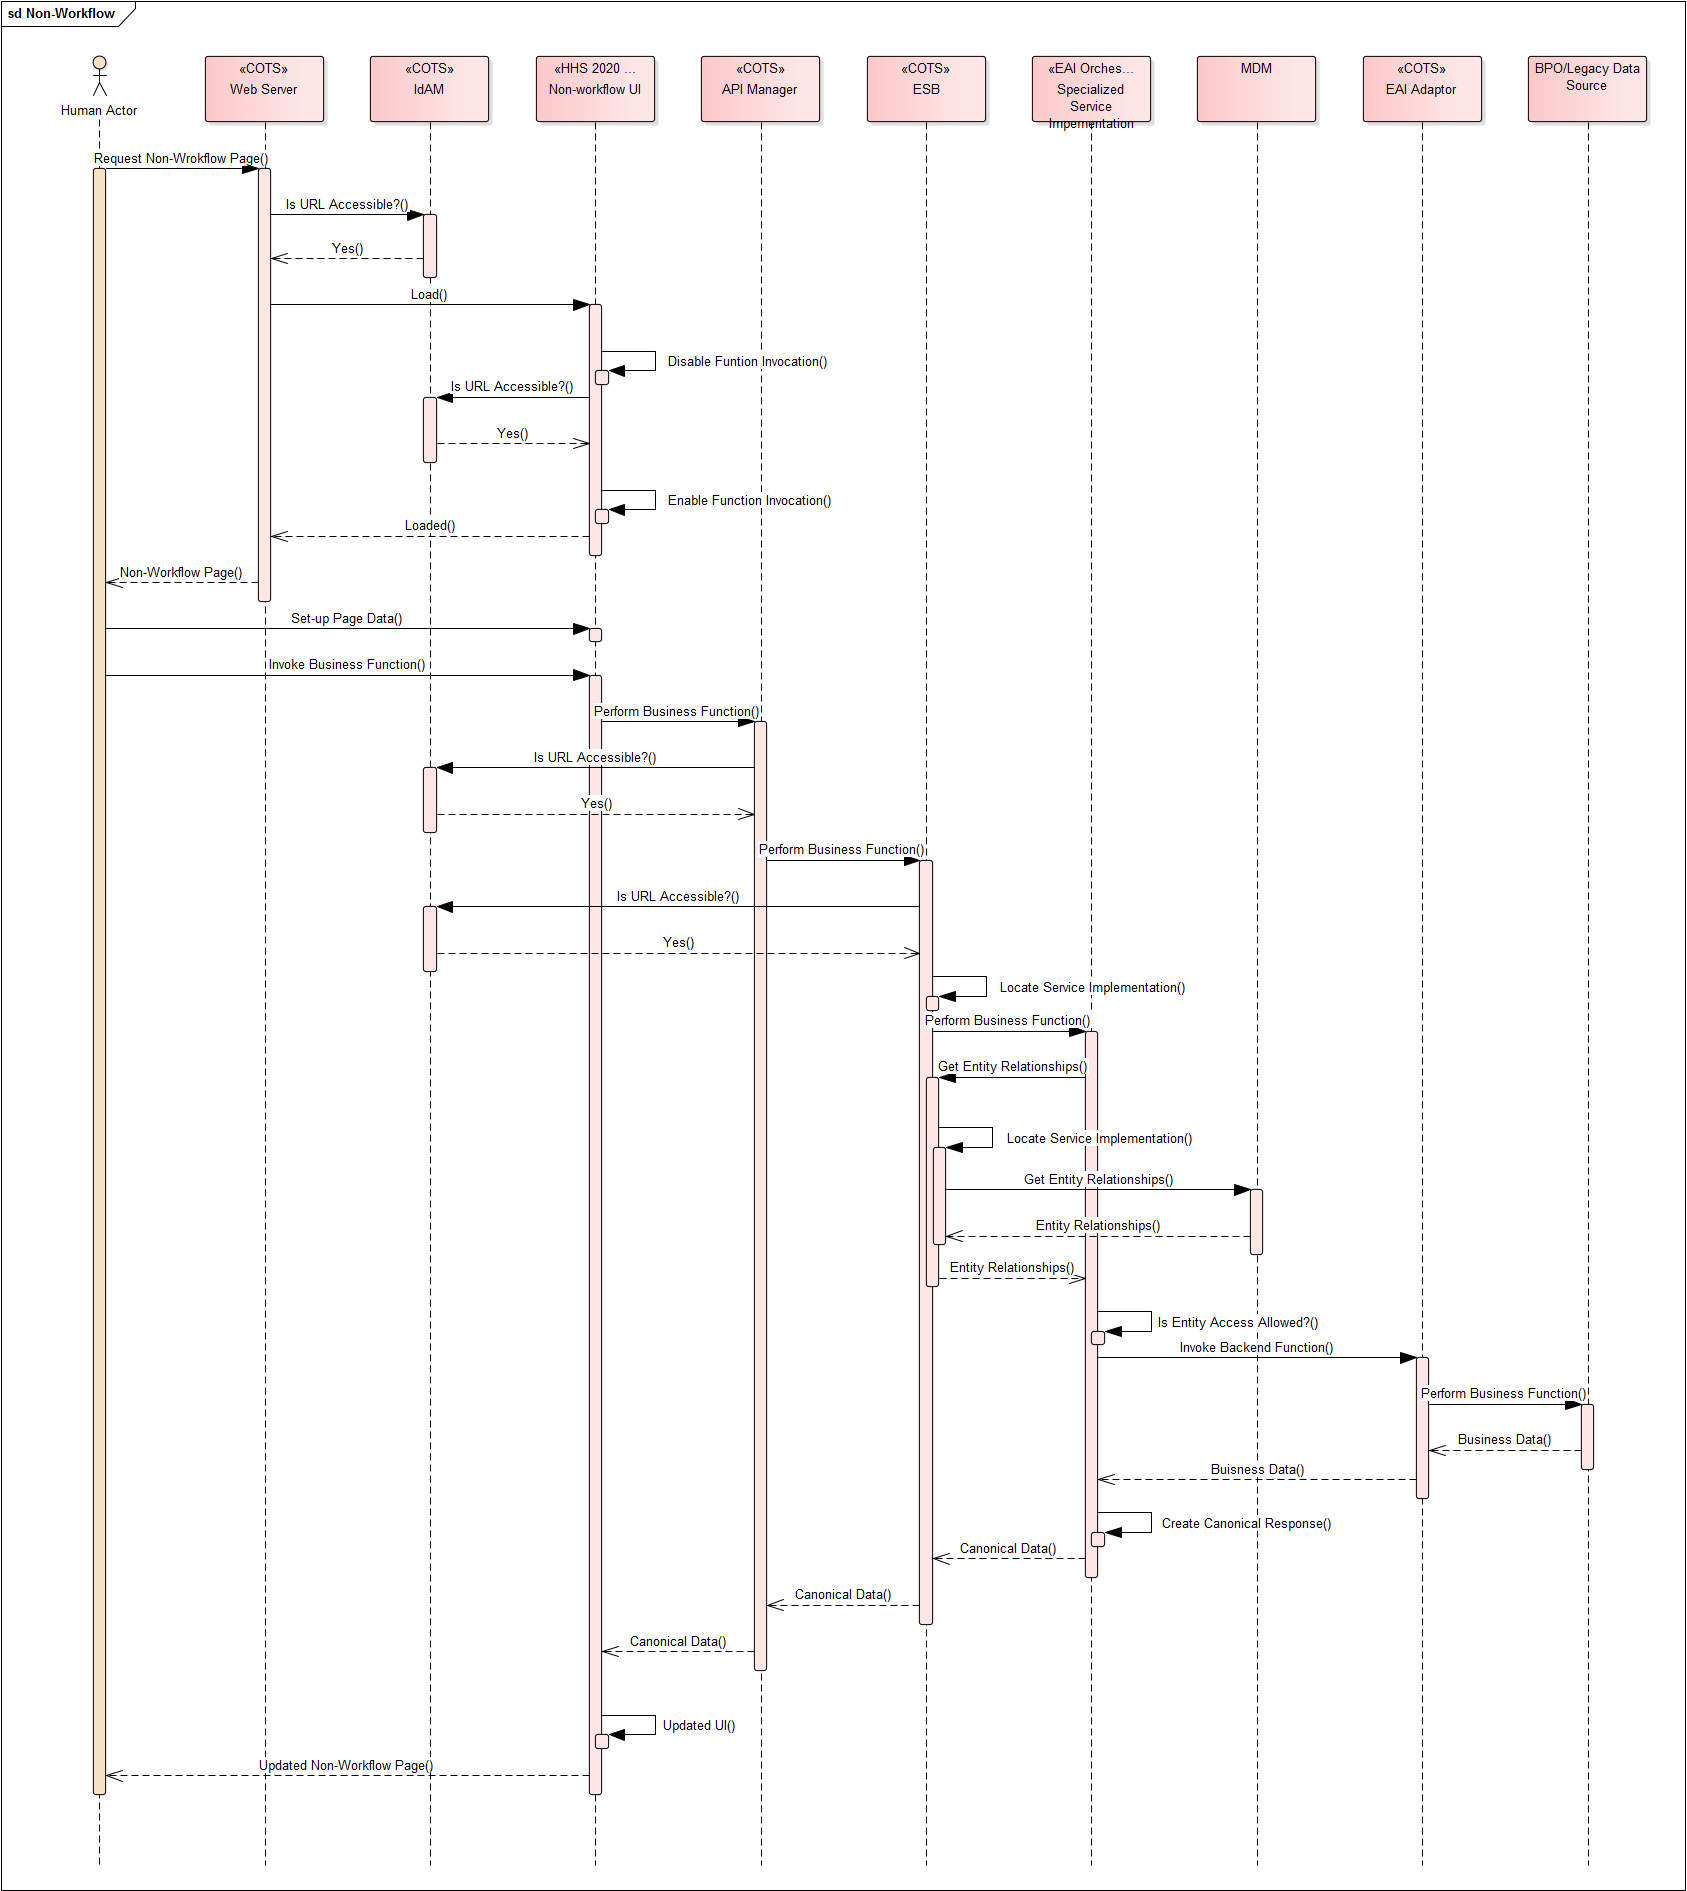 sd Non-Workflow
Human Actor
«COTS»
Web Server
«COTS»
IdAM
«HHS 2020 ...
Non-workflow UI
«COTS»
API Manager
«COTS»
ESB
«EAI Orches...
Specialized
Service
Impementation
MDM
«COTS»
EAI Adaptor
BPO/Legacy Data
Source
Request Non-Wrokflow Page()
Is URL Accessible?()
Yes()
Load()
Disable Funtion Invocation()
Is URL Accessible?()
Yes()
Enable Function Invocation()
Loaded()
Non-Workflow Page()
Set-up Page Data()
Invoke Business Function()
Perform Business Function()
Is URL Accessible?()
Yes()
Perform Business Function()
Is URL Accessible?()
Yes()
Locate Service Implementation()
Perform Business Function()
Get Entity Relationships()
Locate Service Implementation()
Get Entity Relationships()
Entity Relationships()
Entity Relationships()
Is Entity Access Allowed?()
Invoke Backend Function()
Perform Business Function()
Business Data()
Buisness Data()
Create Canonical Response()
Canonical Data()
Canonical Data()
Canonical Data()
Updated UI()
Updated Non-Workflow Page()